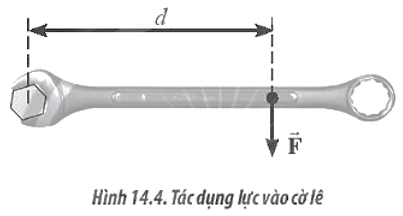 d
F
Hình 14.4. Tác dụng lực vào cờ lê